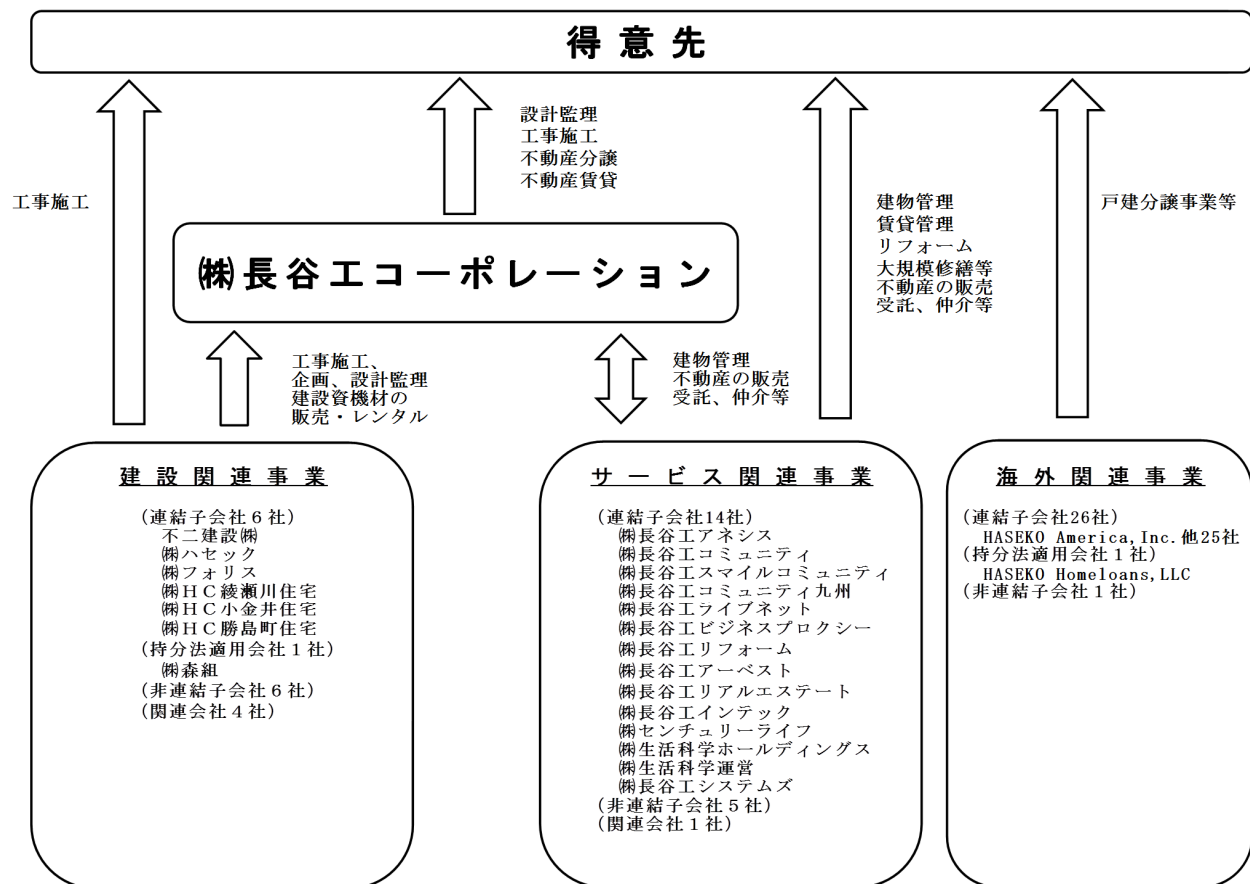 得意先
工事施工
設計監理
工事施工
不動産分譲
不動産賃貸
建物管理
賃貸管理
リフォーム
大規模修繕等
不動産の販売
受託、仲介等
戸建分譲事業等
㈱長谷工コーポレーション
工事施工、
企画、設計監理
建設資機材の
販売・レンタル
建物管理
不動産の販売
受託、仲介等
建設関連事業
(連結子会社６社)
不二建設㈱
㈱ハセック
㈱フォリス
㈱ＨＣ綾瀬川住宅
㈱ＨＣ小金井住宅
㈱ＨＣ勝島町住宅
(持分法適用会社１社)
㈱森組
(非連結子会社６社)
(関連会社４社)
サービス関連事業
(連結子会社14社)
㈱長谷工アネシス
㈱長谷工コミュニティ
㈱長谷工スマイルコミュニティ
㈱長谷工コミュニティ九州
㈱長谷工ライブネット
㈱長谷工ビジネスプロクシー
㈱長谷工リフォーム
㈱長谷工アーベスト
㈱長谷工リアルエステート
㈱長谷工インテック
㈱センチュリーライフ
㈱生活科学ホールディングス
㈱生活科学運営
㈱長谷工システムズ
(非連結子会社５社)
(関連会社１社)
海外関連事業
(連結子会社26社)
HASEKO America,Inc.他25社
(持分法適用会社１社)
HASEKO Homeloans,LLC
(非連結子会社１社)